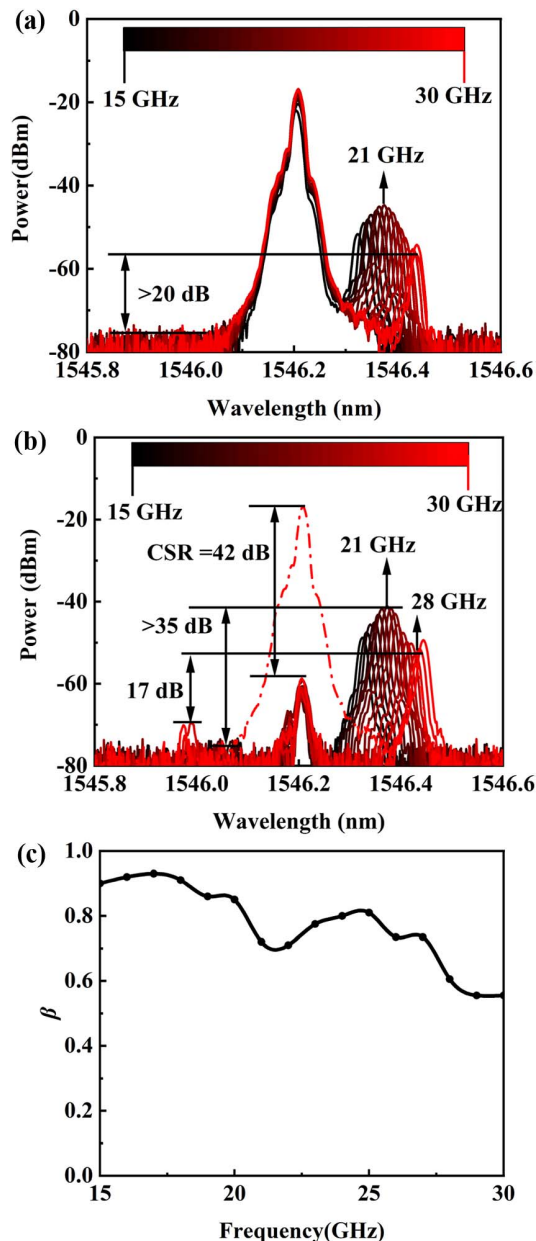 (a)
0
-20
-40
-60
-80
Power(dBm)
15 GHz
30 GHz
21 GHz
>20 dB
1545.8 1546.0 1546.2 1546.4 1546.6
Wavelength (nm)
(b)
0
-20
-40
-60
-80
Power (dBm)
15 GHz
30 GHz
CSR =42 dB
21 GHz
28 GHz
>35 dB
17 dB
1545.8 1546.0 1546.2 1546.4 1546.6
Wavelength (nm)
(c)
1.0
0.8
0.6
0.4
0.2
0.0
β
15 20 25 30
Frequency(GHz)